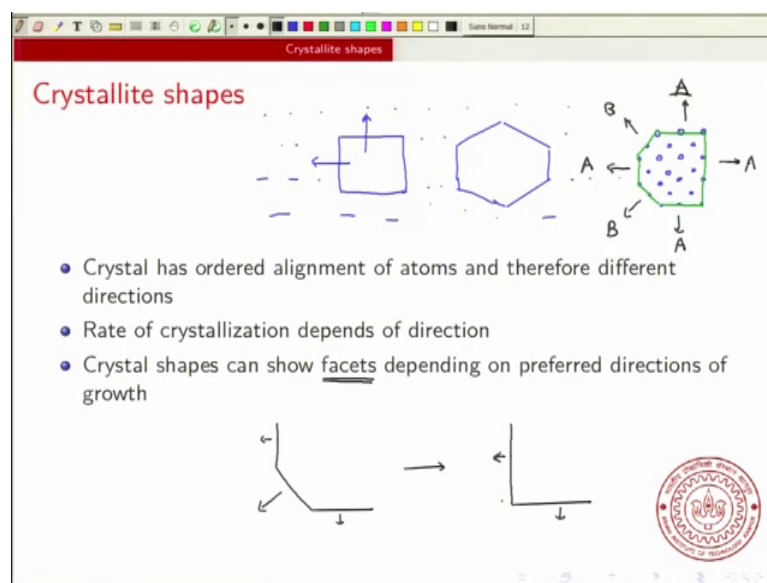 T
Sans Normal 12
Crystallite shapes
Crystallite shapes
A
B
A
A
B
A
Crystal has ordered alignment of atoms and therefore different
directions
Rate of crystallization depends of direction
Crystal shapes can show facets depending on preferred directions of
growth